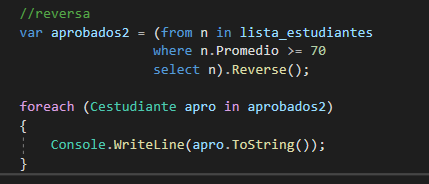 //reversa
var aprobados2 = (from n in lista_estudiantes
where n.Promedio >= 70
select n).Reverse();
foreach (Cestudiante apro in aprobados2)
{
Console.WriteLine(apro.ToString());
}